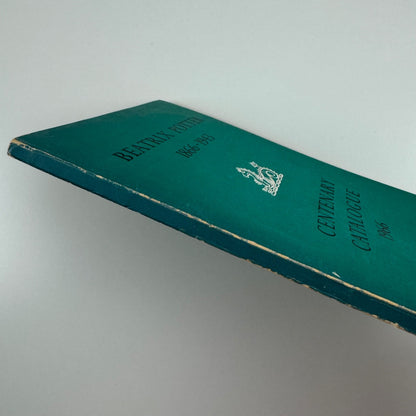 BEATRIX POTTER
1866-1943
CENTENARY
CATALOGUE
1966